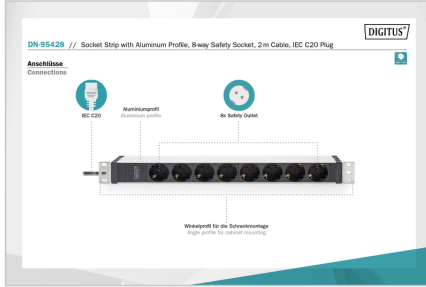 DIGITUS®
DN-95428 // Socket Strip with Aluminum Profile, 8-way Safety Socket, 2 m Cable, IEC C20 Plug
Anschlüsse
Connections
IEC C20
Aluminiumprofil
Aluminium profile
8x Safety Outlet
Winkelprofil für die Schrankmontage
Angle profile for cabinet mounting